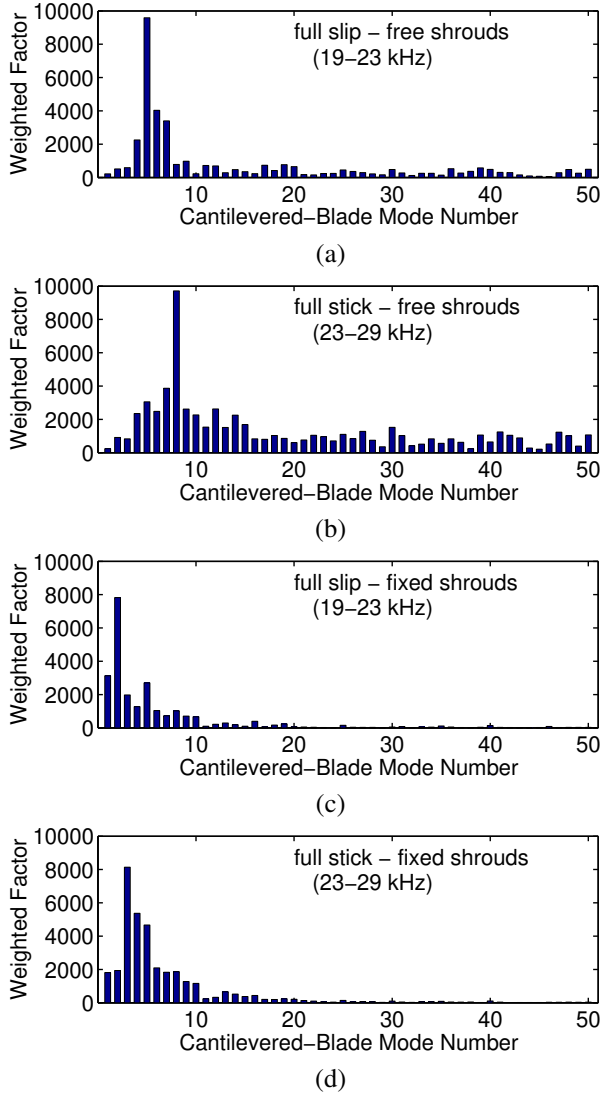 10000
8000
6000
4000
2000
0
Weighted Factor
full slip − free shrouds
(19−23 kHz)
10 20 30 40 50
Cantilevered−Blade Mode Number
(a)
10000
8000
6000
4000
2000
0
Weighted Factor
full stick − free shrouds
(23−29 kHz)
10 20 30 40 50
Cantilevered−Blade Mode Number
(b)
10000
8000
6000
4000
2000
0
Weighted Factor
full slip − fixed shrouds
(19−23 kHz)
10 20 30 40 50
Cantilevered−Blade Mode Number
(c)
10000
8000
6000
4000
2000
0
Weighted Factor
full stick − fixed shrouds
(23−29 kHz)
10 20 30 40 50
Cantilevered−Blade Mode Number
(d)